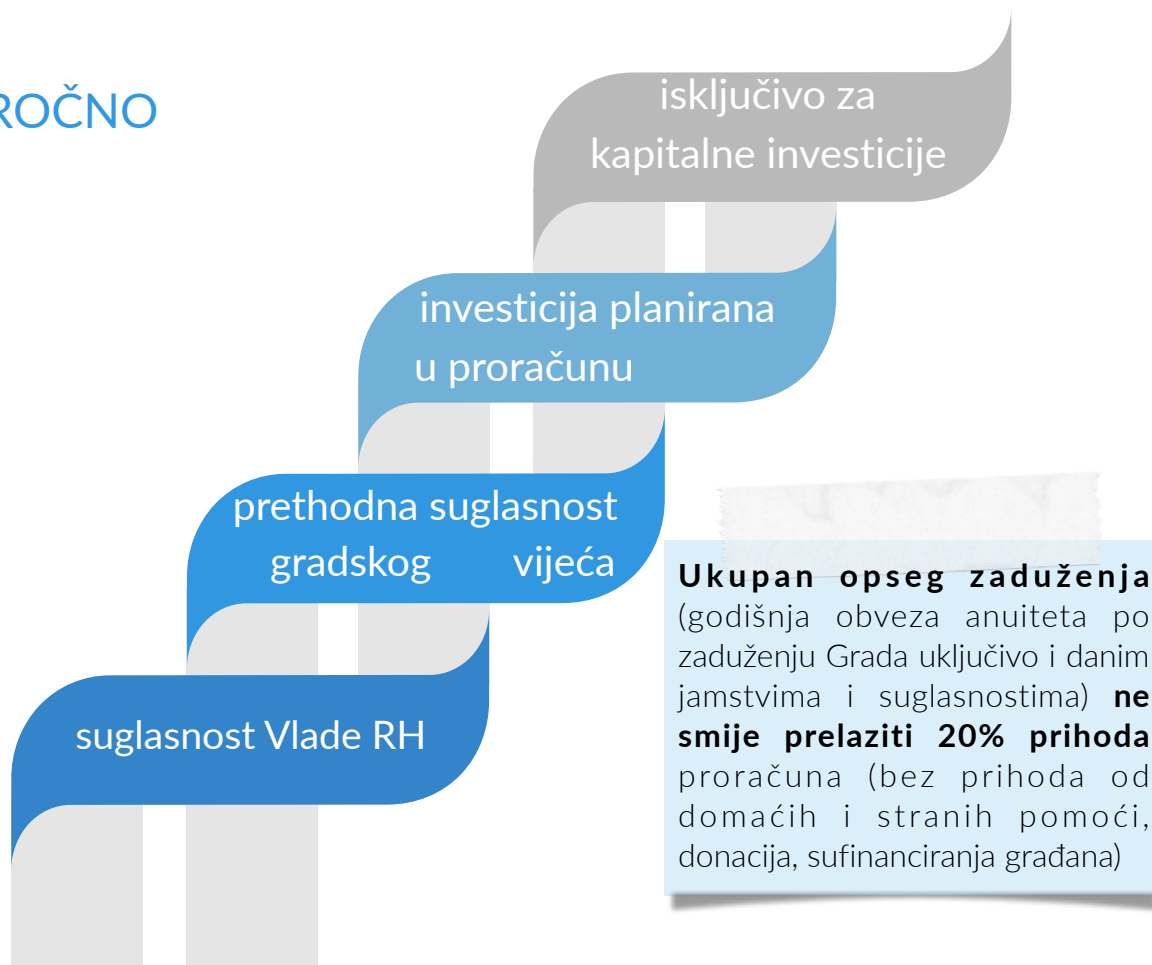 ROČNO
isključivo za
kapitalne investicije
investicija planirana
u proračunu
prethodna suglasnost
gradskog vijeća
suglasnost Vlade RH
Ukupan opseg zaduženja
(godišnja obveza anuiteta po
zaduženju Grada uključivo i danim
jamstvima i suglasnostima) ne
smije prelaziti 20% prihoda
proračuna (bez prihoda od
domaćih i stranih pomoći,
donacija, sufinanciranja građana)